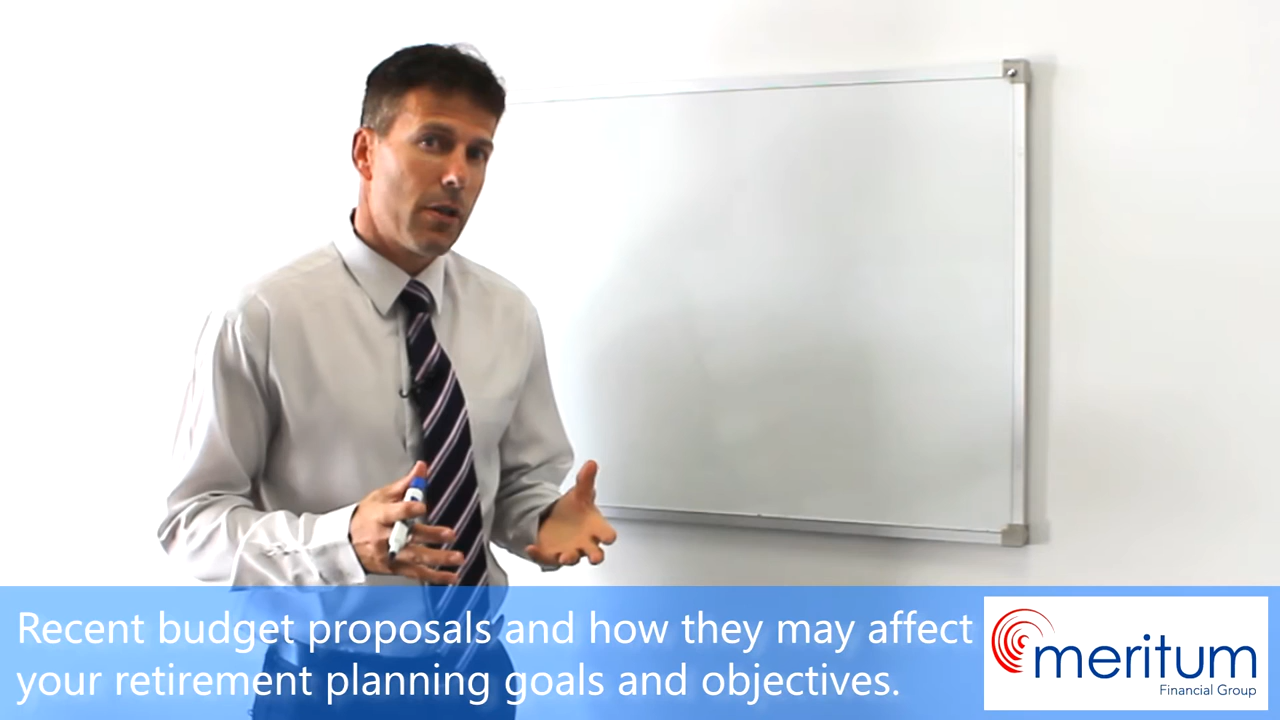 Recent budget proposals and how they may affect
your retirement planning goals and objectives.
meritum
Financial Group